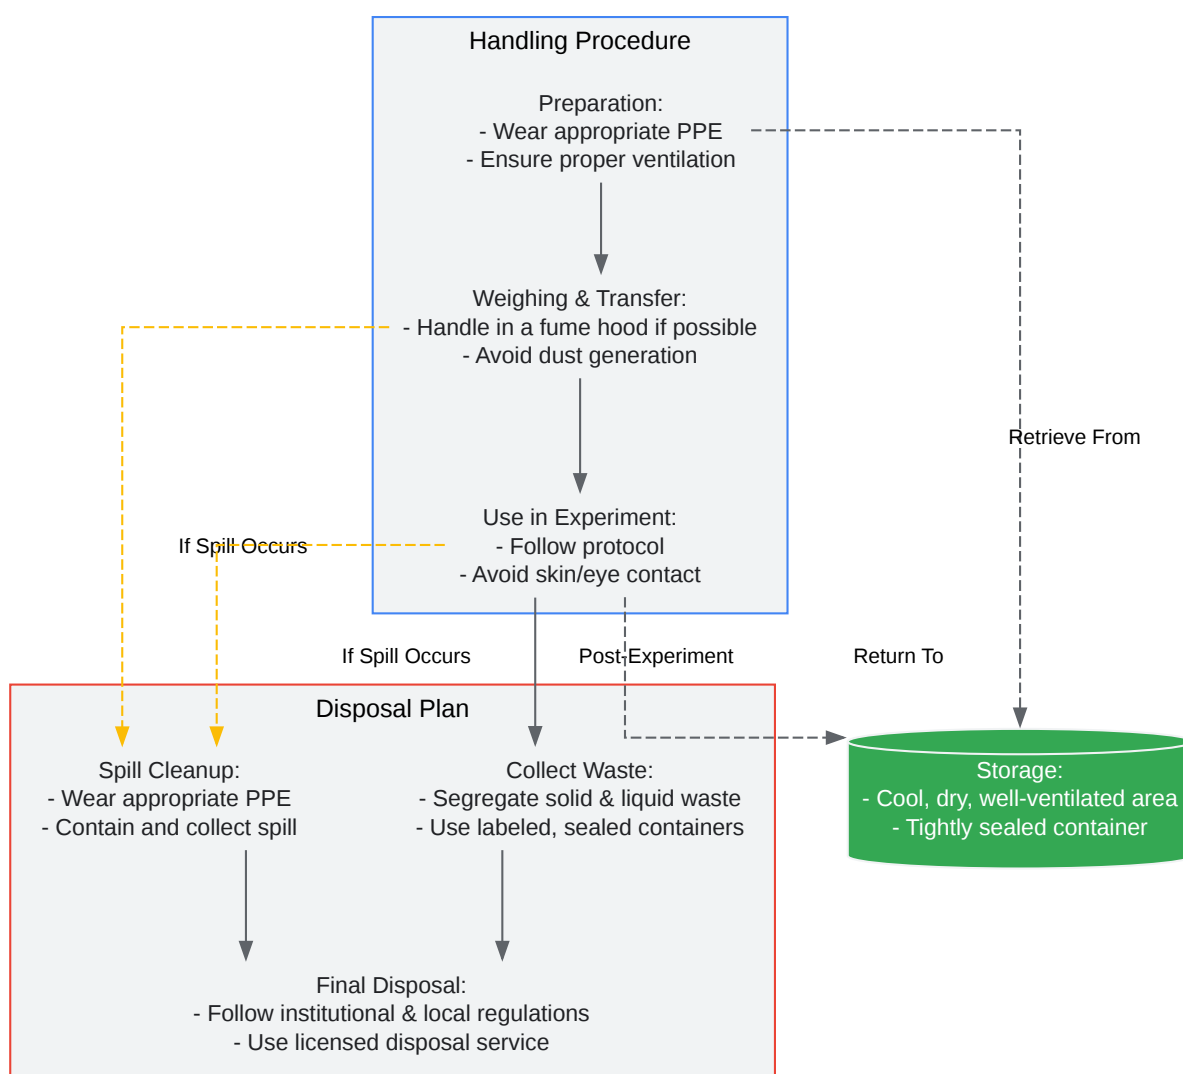 Handling Procedure
Preparation:
- Wear appropriate PPE
- Ensure proper ventilation
Weighing & Transfer:
- Handle in a fume hood if possible
- Avoid dust generation
Retrieve From
Use in Experiment:
- Follow protocol
- Avoid skin/eye contact
If Spill Occurs
If Spill Occurs
Post-Experiment
Return To
Disposal Plan
Spill Cleanup:
- Wear appropriate PPE
- Contain and collect spill
Collect Waste:
- Segregate solid & liquid waste
- Use labeled, sealed containers
Storage:
- Cool, dry, well-ventilated area
- Tightly sealed container
Final Disposal:
- Follow institutional & local regulations
- Use licensed disposal service